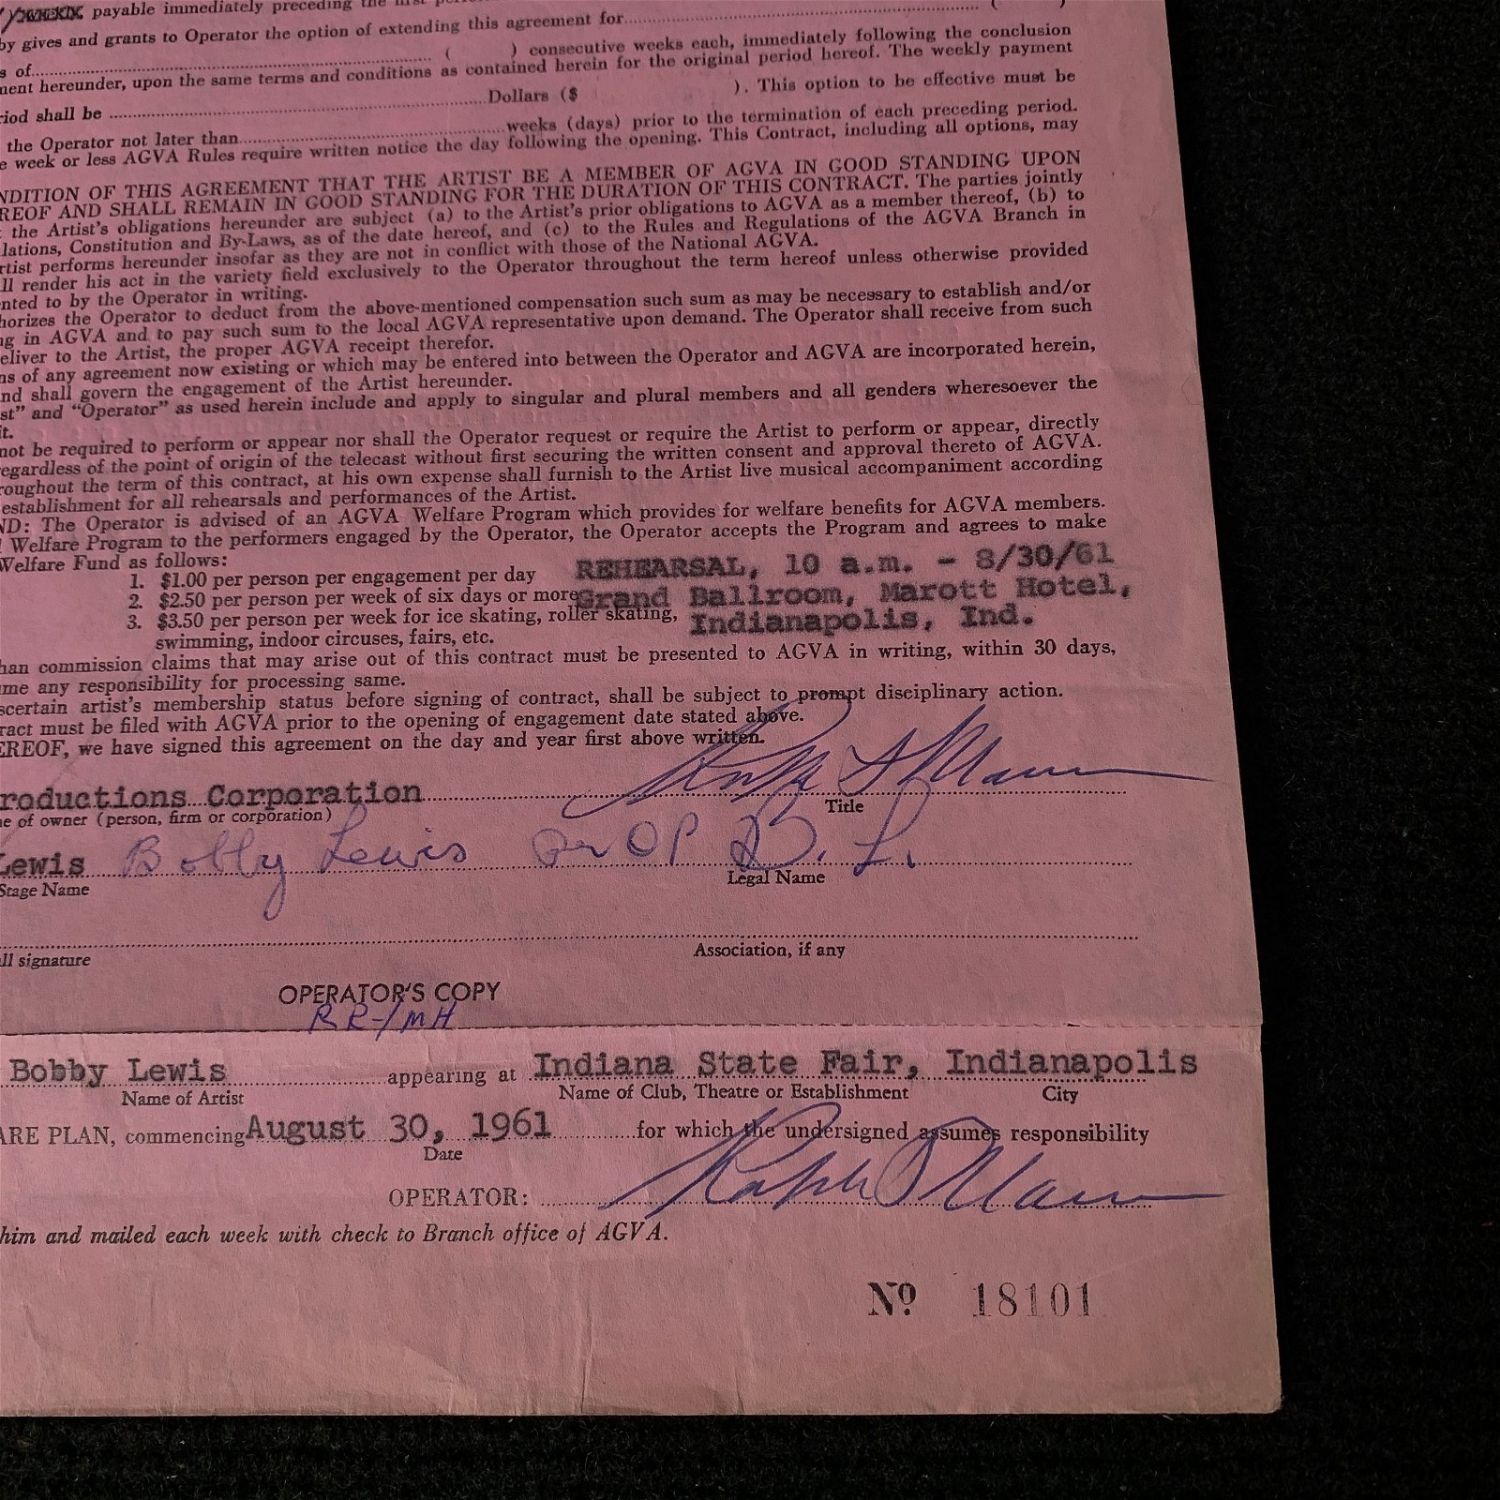 payable immediately preceding the
by gives and grants to Operator the option of extending this agreement for
s of ( ) consecutive weeks each, immediately following the conclusion
ment hereunder, upon the same terms and conditions as contained herein for the original period hereof. The weekly payment
riod shall be Dollars ($ ). This option to be effective must be
the Operator not later than weeks (days) prior to the termination of each preceding period.
e week or less AGVA Rules require written notice the day following the opening. This Contract, including all options, may
NDITION OF THIS AGREEMENT THAT THE ARTIST BE A MEMBER OF AGVA IN GOOD STANDING UPON
REOF AND SHALL REMAIN IN GOOD STANDING FOR THE DURATION OF THIS CONTRACT. The parties jointly
the Artist's obligations hereunder are subject (a) to the Artist's prior obligations to AGVA as a member thereof, (b) to
lations, Constitution and By-Laws, as of the date hereof, and (c) to the Rules and Regulations of the AGVA Branch in
rtist performs hereunder insofar as they are not in conflict with those of the National AGVA.
ll render his act in the variety field exclusively to the Operator throughout the term hereof unless otherwise provided
nted to by the Operator in writing.
horizes the Operator to deduct from the above-mentioned compensation such sum as may be necessary to establish and/or
ng in AGVA and to pay such sum to the local AGVA representative upon demand. The Operator shall receive from such
eliver to the Artist, the proper AGVA receipt therefor.
ns of any agreement now existing or which may be entered into between the Operator and AGVA are incorporated herein,
nd shall govern the engagement of the Artist hereunder.
st" and "Operator" as used herein include and apply to singular and plural members and all genders wheresoever the
it.
not be required to perform or appear nor shall the Operator request or require the Artist to perform or appear, directly
egardless of the point of origin of the telecast without first securing the written consent and approval thereto of AGVA.
roughout the term of this contract, at his own expense shall furnish to the Artist live musical accompaniment according
establishment for all rehearsals and performances of the Artist.
ND: The Operator is advised of an AGVA Welfare Program which provides for welfare benefits for AGVA members.
l Welfare Program to the performers engaged by the Operator, the Operator accepts the Program and agrees to make
Welfare Fund as follows:
1. $1.00 per person per engagement per day REHEARSAL, 10 a.m. - 8/30/61
2. $2.50 per person per week of six days or more Grand Ballroom, Marott Hotel,
3. $3.50 per person per week for ice skating, roller skating, Indianapolis, Ind.
swimming, indoor circuses, fairs, etc.
han commission claims that may arise out of this contract must be presented to AGVA in writing, within 30 days,
me any responsibility for processing same.
scertain artist's membership status before signing of contract, shall be subject to prompt disciplinary action.
ract must be filed with AGVA prior to the opening of engagement date stated above.
EREOF, we have signed this agreement on the day and year first above written.
roductions Corporation
e of owner (person, firm or corporation) Title
Lewis Bobby Lewis B. L.
Stage Name Legal Name
ll signature Association, if any
OPERATOR'S COPY
RR-/MH
Bobby Lewis appearing at Indiana State Fair, Indianapolis
Name of Artist Name of Club, Theatre or Establishment City
ARE PLAN, commencing August 30, 1961 for which the undersigned assumes responsibility
Date
OPERATOR: Ralph
him and mailed each week with check to Branch office of AGVA.
Nº 18101